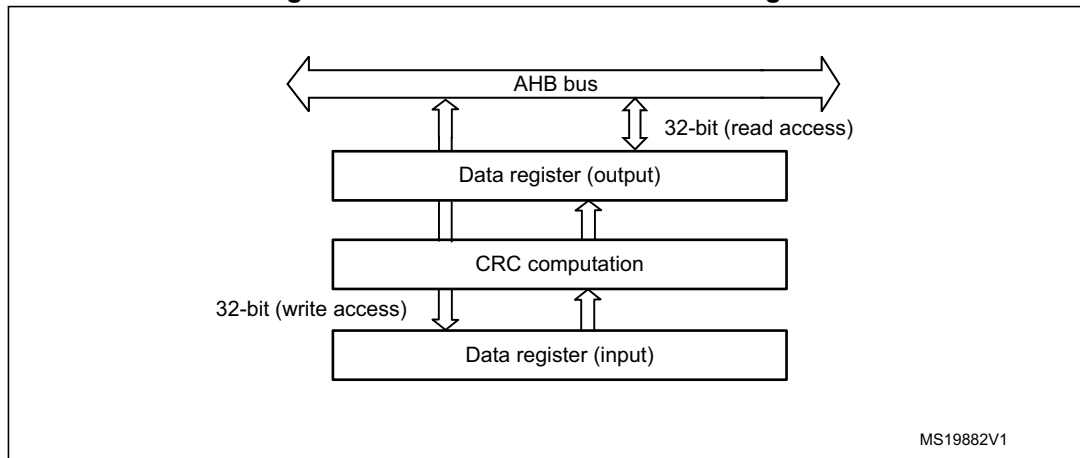 AHB bus
32-bit (read access)
Data register (output)
CRC computation
32-bit (write access)
Data register (input)
MS19882V1